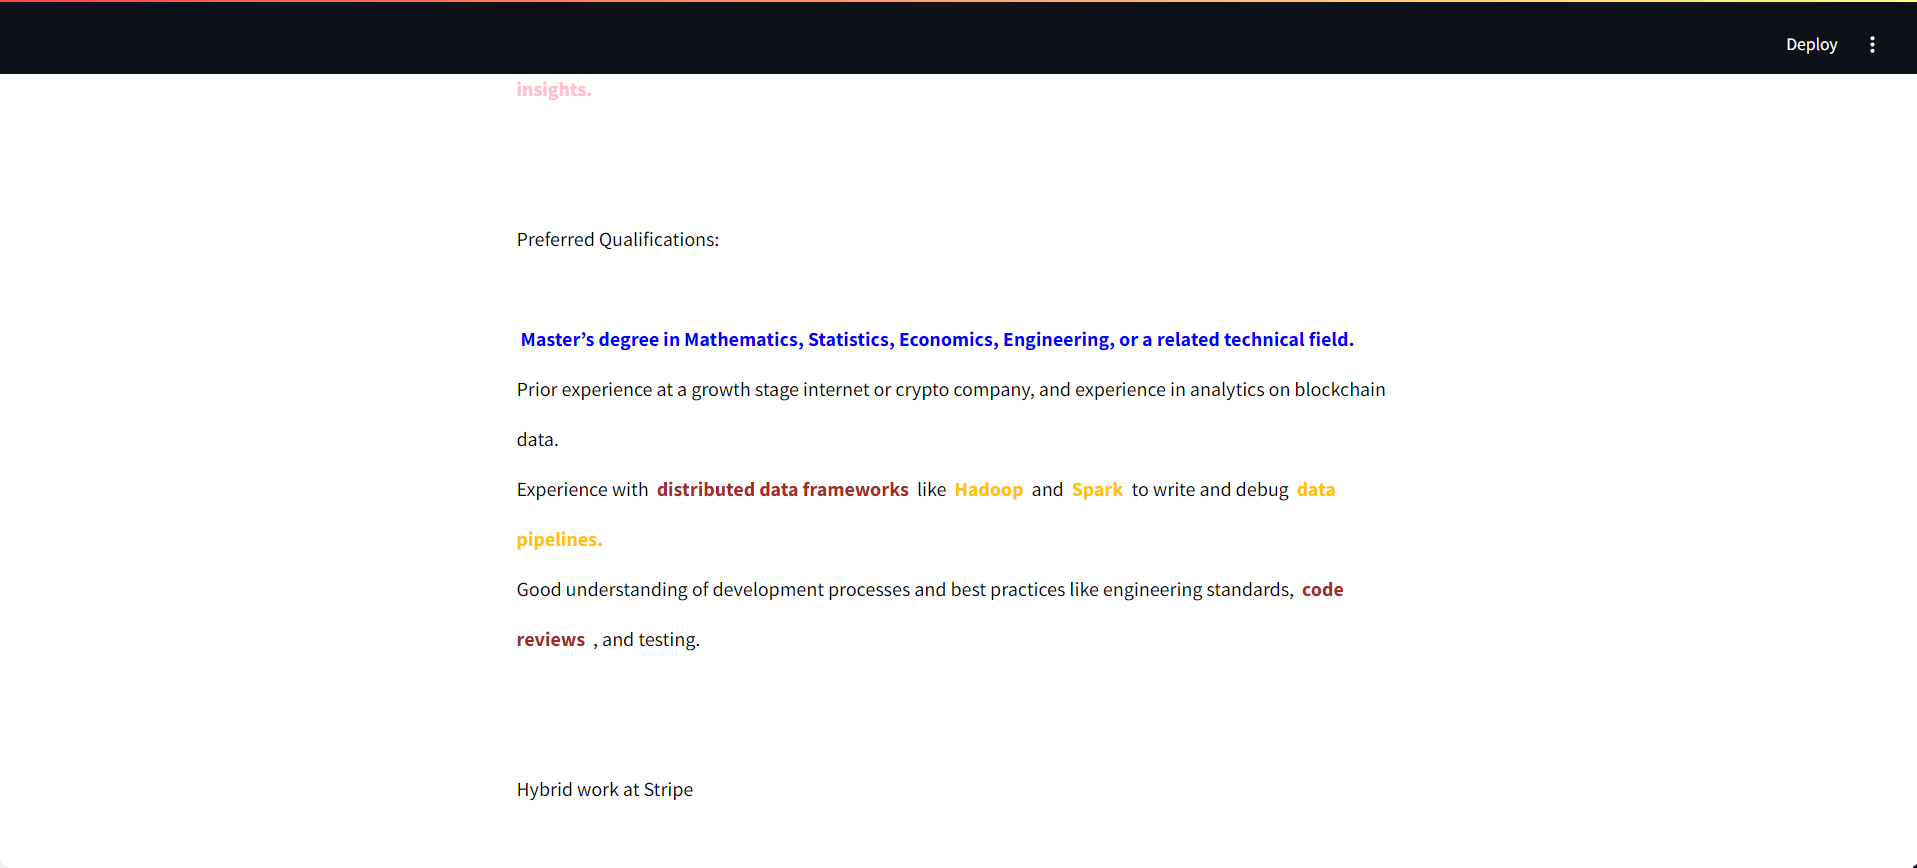 Deploy
insights.
Preferred Qualifications:
Master’s degree in Mathematics, Statistics, Economics, Engineering, or a related technical field.
Prior experience at a growth stage internet or crypto company, and experience in analytics on blockchain
data.
Experience with distributed data frameworks like Hadoop and Spark to write and debug data
pipelines.
Good understanding of development processes and best practices like engineering standards, code
reviews , and testing.
Hybrid work at Stripe